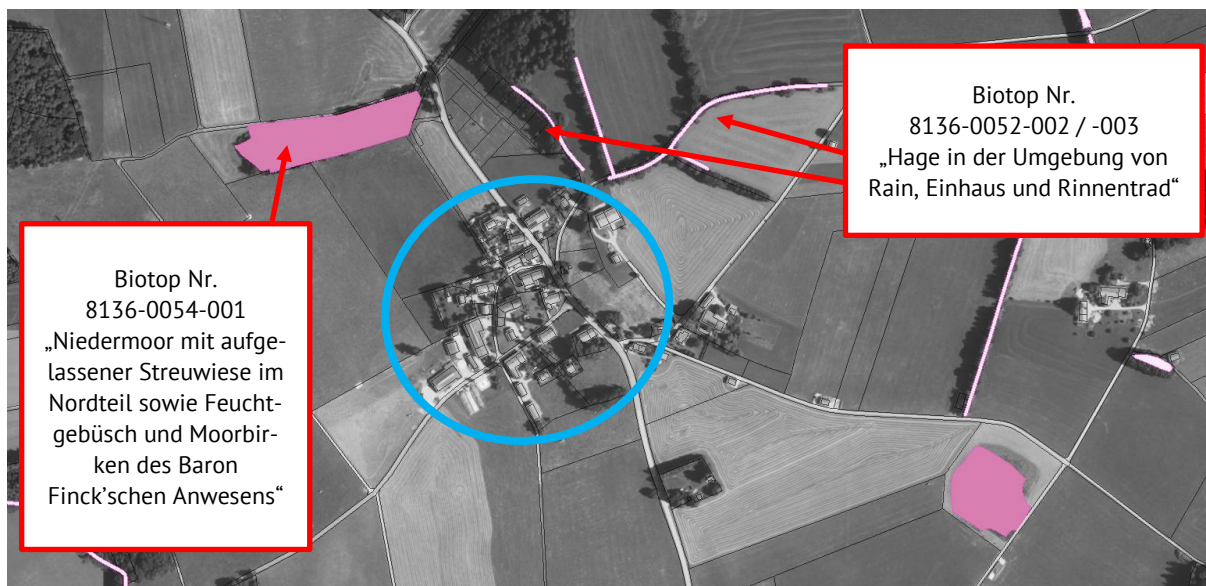 Biotop Nr.
8136-0054-001
„Niedermoor mit aufge-
lassener Streuwiese im
Nordteil sowie Feucht-
gebüsch und Moorbir-
ken des Baron
Finck’schen Anwesens“
Biotop Nr.
8136-0052-002 / -003
„Hage in der Umgebung von
Rain, Einhaus und Rinnentrad“